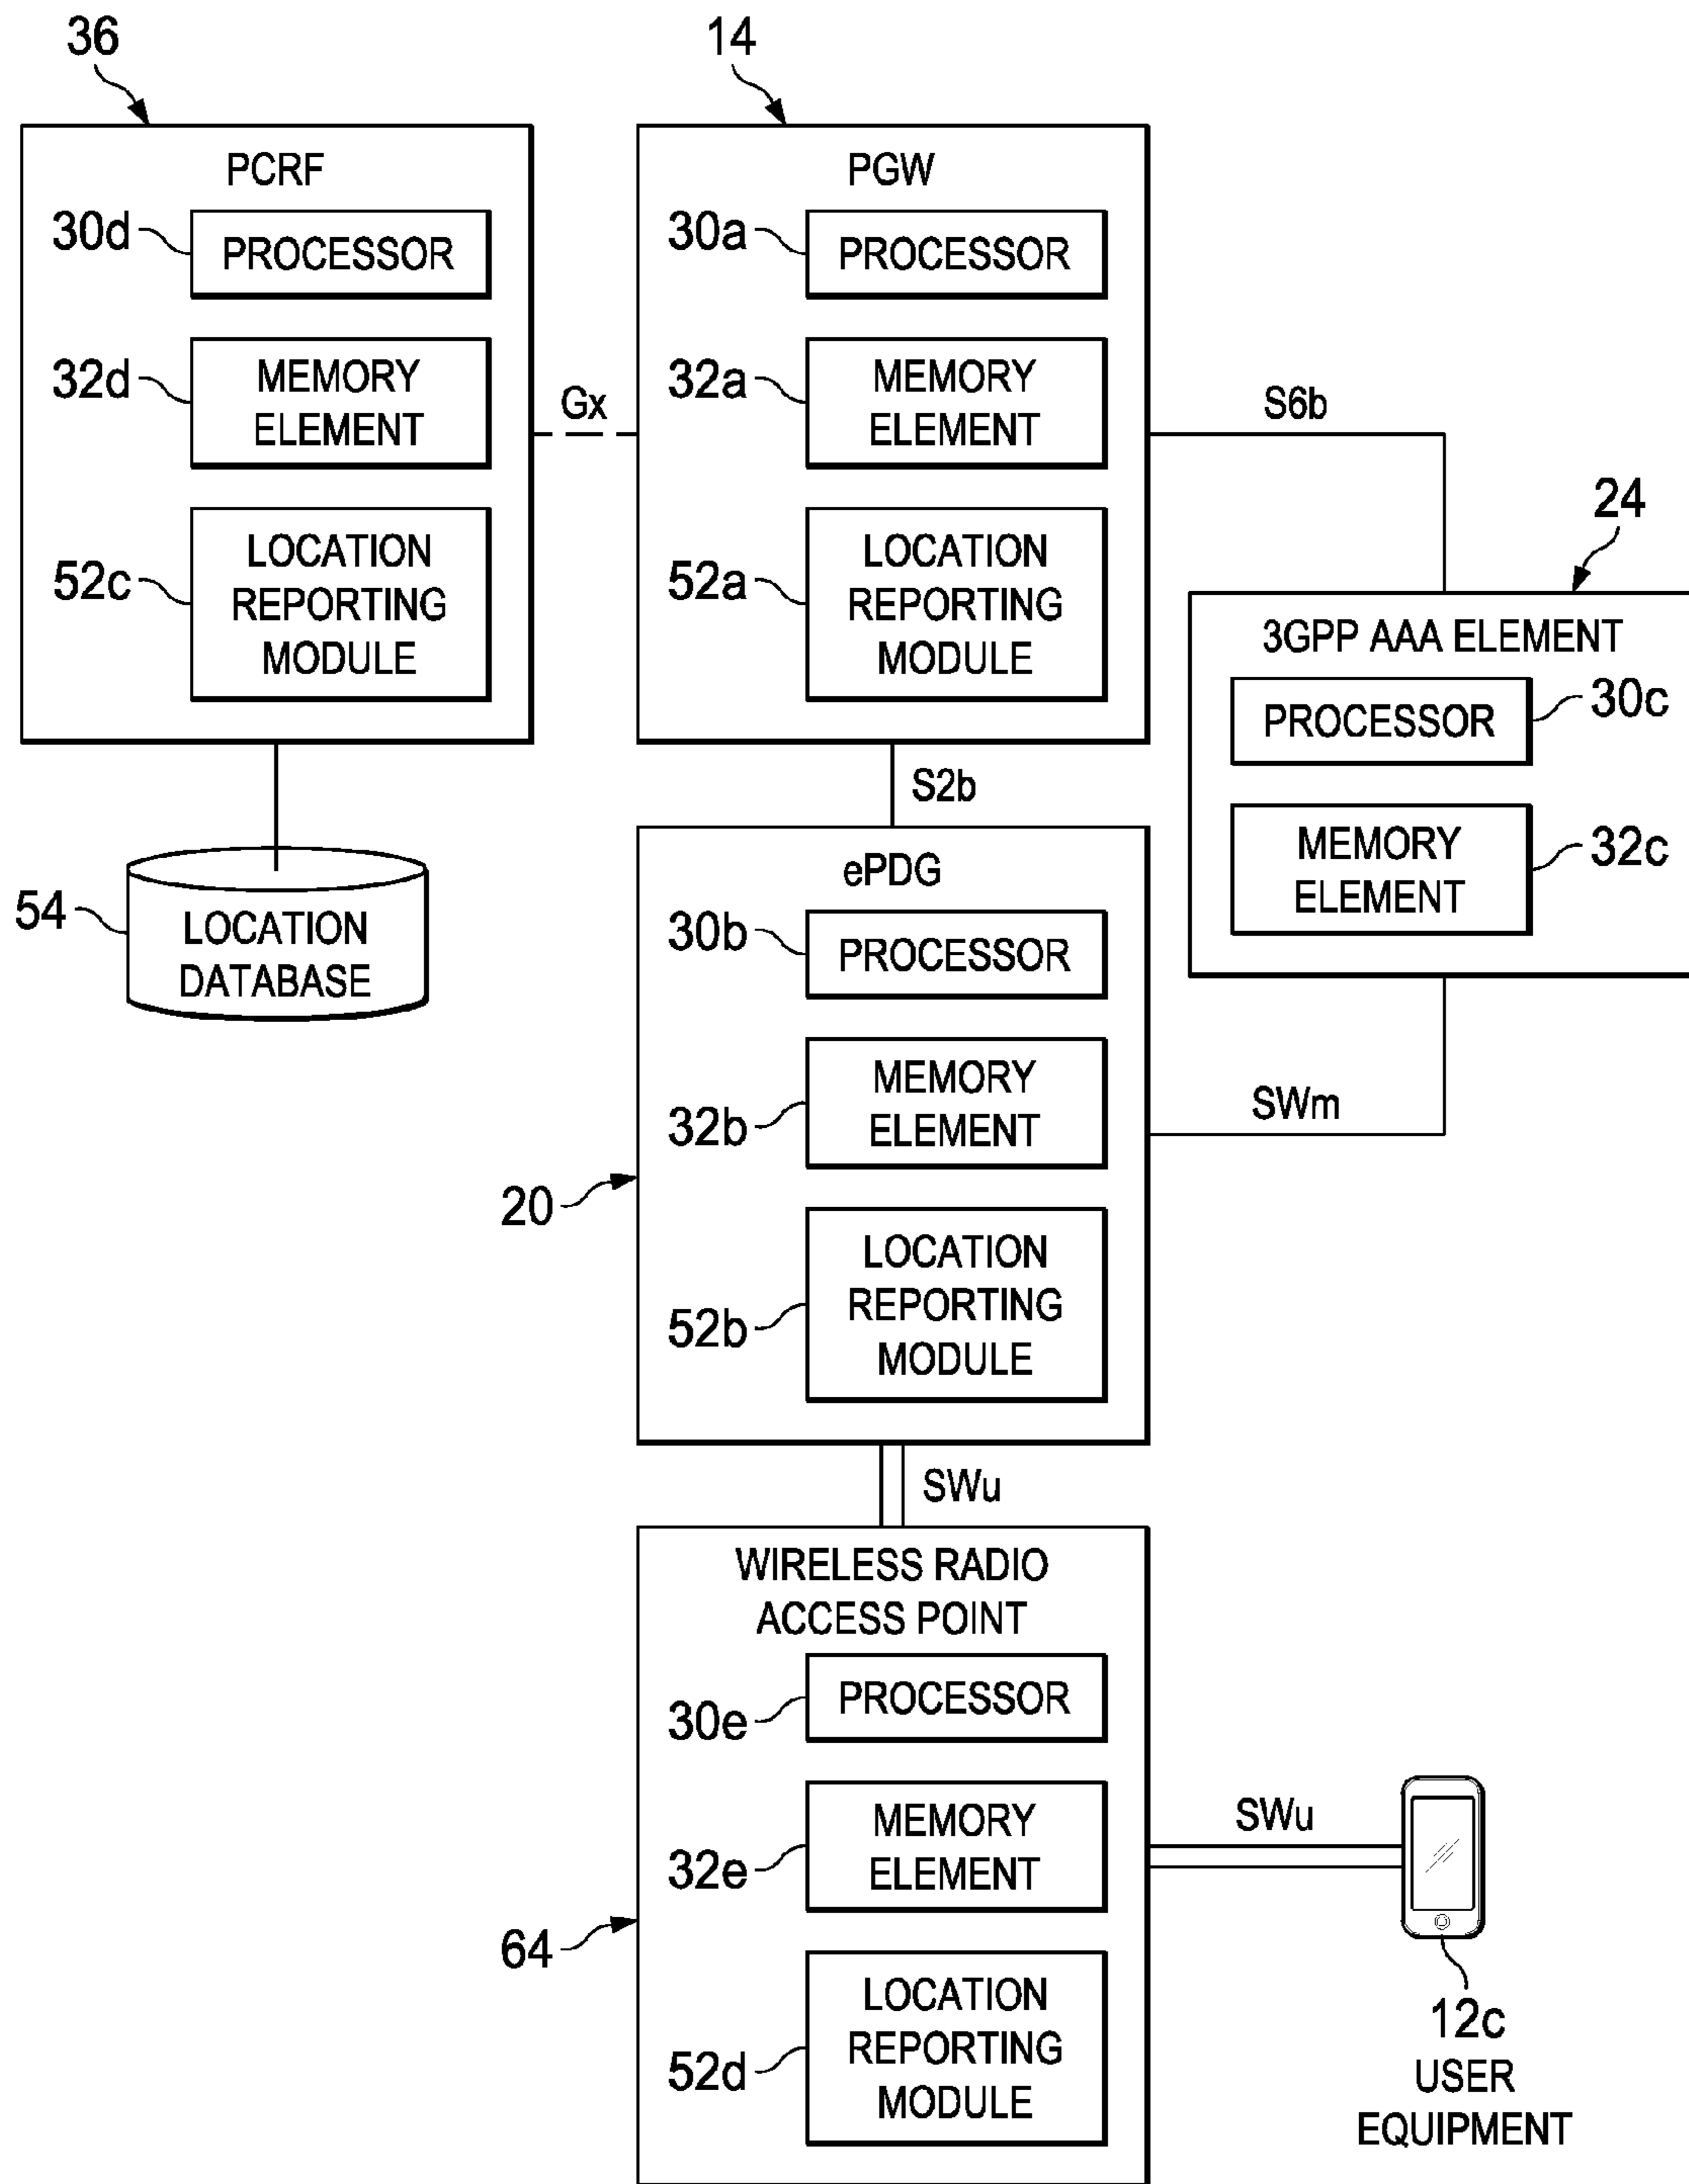 36
PCRF
30d
PROCESSOR
32d
MEMORY
ELEMENT
52c
LOCATION
REPORTING
MODULE
54
LOCATION
DATABASE
Gx
14
PGW
30a
PROCESSOR
32a
MEMORY
ELEMENT
52a
LOCATION
REPORTING
MODULE
S6b
24
3GPP AAA ELEMENT
PROCESSOR
30c
MEMORY
ELEMENT
32c
S2b
ePDG
30b
PROCESSOR
32b
MEMORY
ELEMENT
20
52b
LOCATION
REPORTING
MODULE
SWm
SWu
WIRELESS RADIO
ACCESS POINT
30e
PROCESSOR
32e
MEMORY
ELEMENT
64
52d
LOCATION
REPORTING
MODULE
SWu
12c
USER
EQUIPMENT